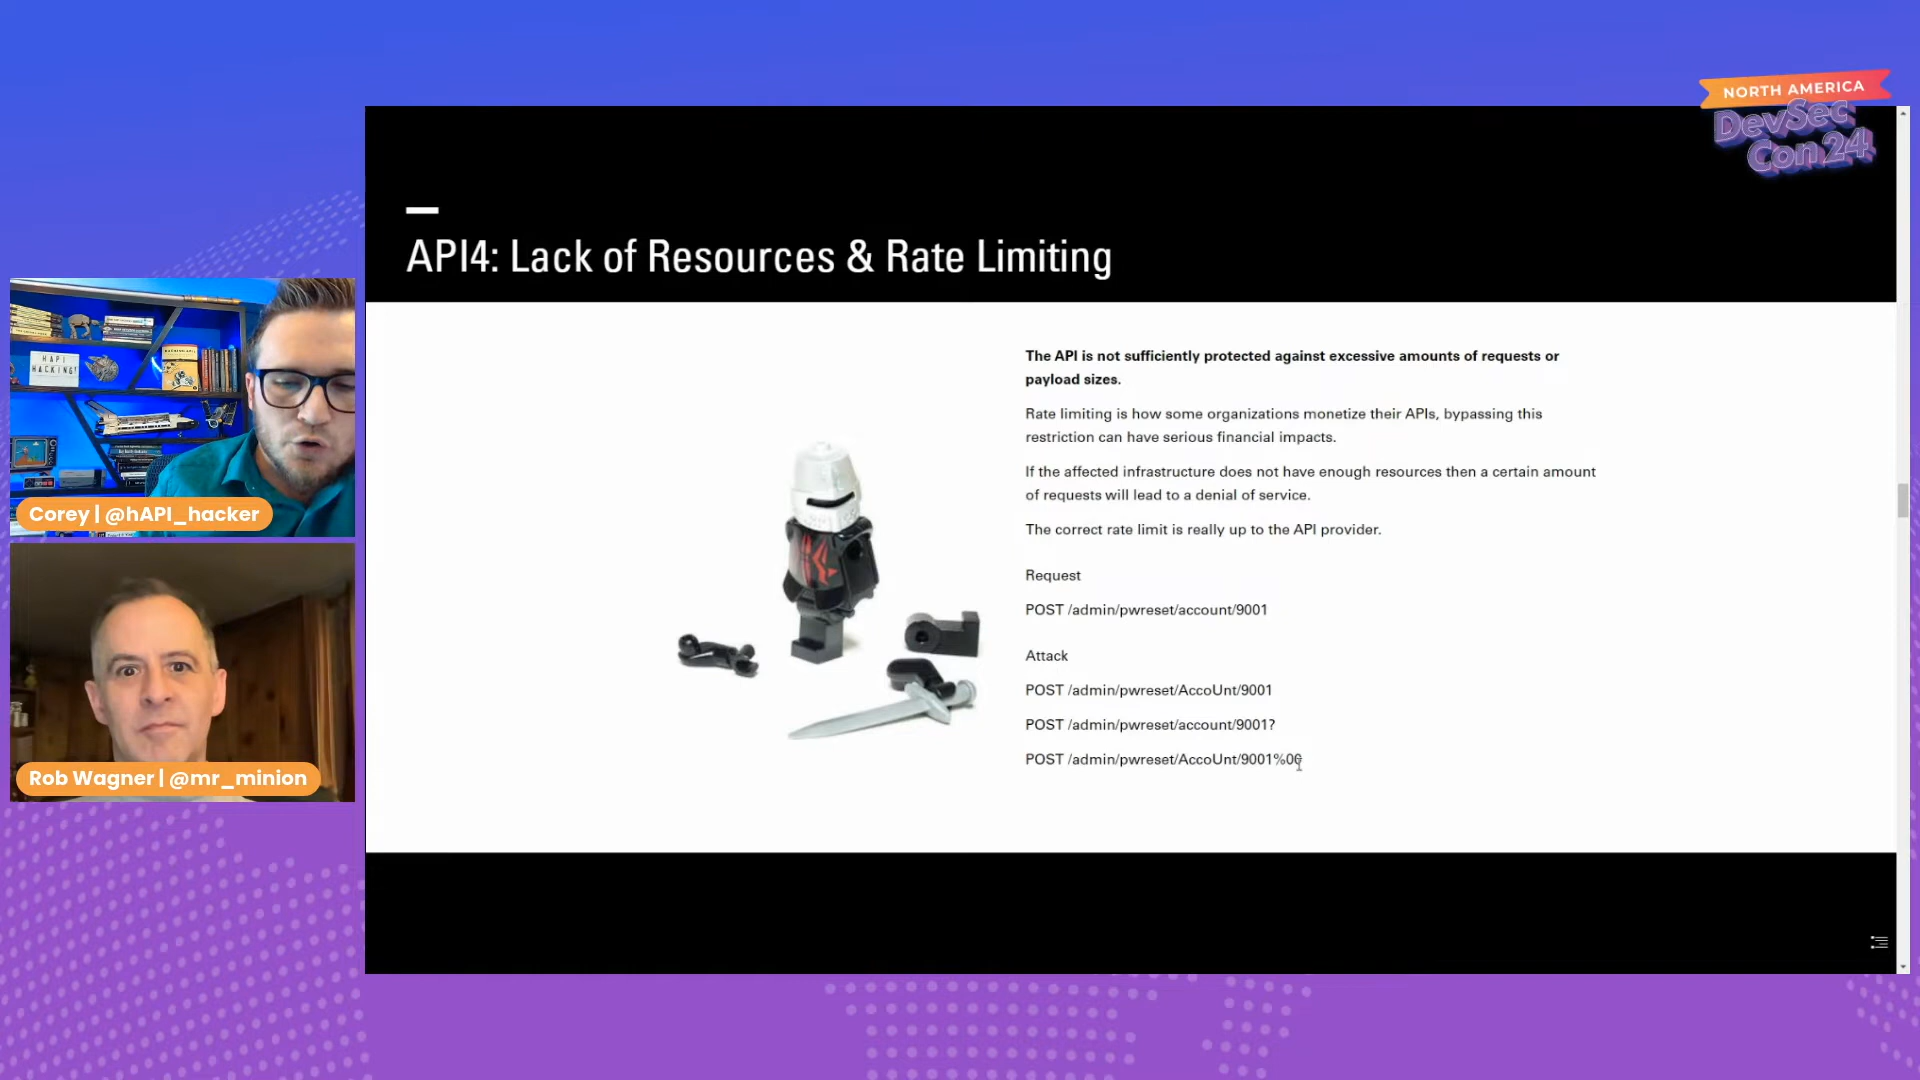 NORTH AMERICA
DevSec
Con 24
API4: Lack of Resources & Rate Limiting
The API is not sufficiently protected against excessive amounts of requests or
payload sizes.
Rate limiting is how some organizations monetize their APIs, bypassing this
restriction can have serious financial impacts.
If the affected infrastructure does not have enough resources then a certain amount
of requests will lead to a denial of service.
The correct rate limit is really up to the API provider.
Request
POST /admin/pwreset/account/9001
Attack
POST /admin/pwreset/AccoUnt/9001
POST /admin/pwreset/account/9001?
POST /admin/pwreset/AccoUnt/9001%00
HAPI
HACKING!
Corey | @hAPI_hacker
Rob Wagner | @mr_minion